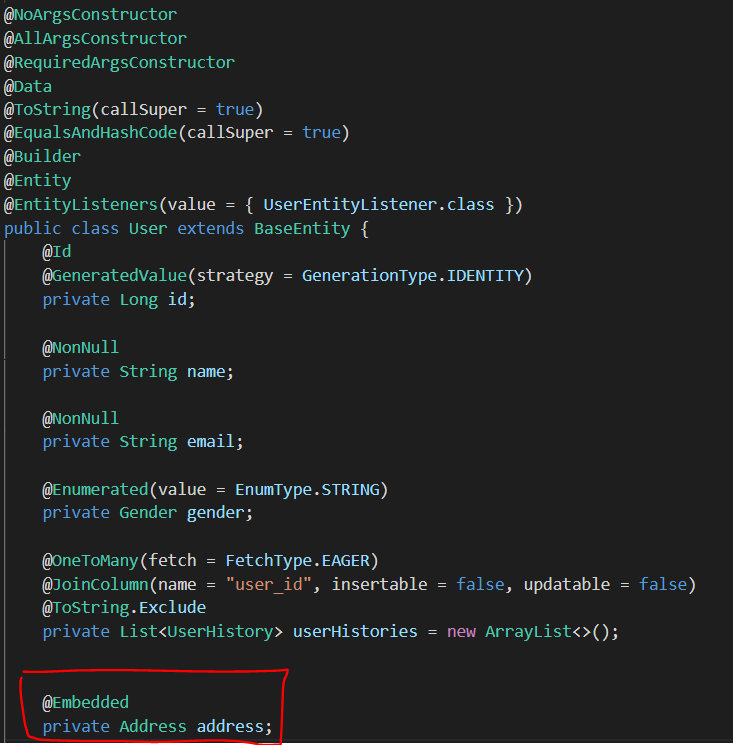 @NoArgsConstructor
@AllArgsConstructor
@RequiredArgsConstructor
@Data
@ToString(callSuper = true)
@EqualsAndHashCode(callSuper = true)
@Builder
@Entity
@EntityListeners(value = { UserEntityListener.class })
public class User extends BaseEntity {
    @Id
    @GeneratedValue(strategy = GenerationType.IDENTITY)
    private Long id;
    @NonNull
    private String name;
    @NonNull
    private String email;
    @Enumerated(value = EnumType.STRING)
    private Gender gender;
    @OneToMany(fetch = FetchType.EAGER)
    @JoinColumn(name = "user_id", insertable = false, updatable = false)
    @ToString.Exclude
    private List<UserHistory> userHistories = new ArrayList<>();
    @Embedded
    private Address address;